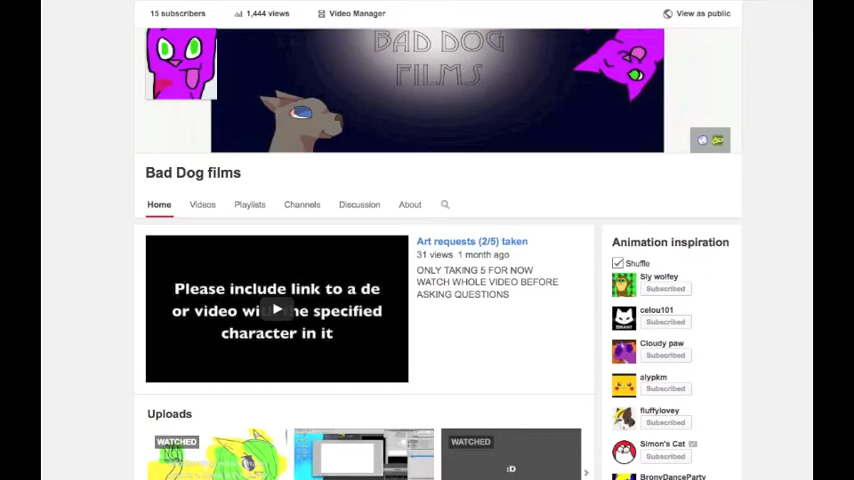 15 subscribers 1,444 views Video Manager View as public
BAD DOG
FILMS
Bad Dog films
Home Videos Playlists Channels Discussion About
Art requests (2/5) taken
31 views 1 month ago
ONLY TAKING 5 FOR NOW
WATCH WHOLE VIDEO BEFORE
ASKING QUESTIONS
Please include link to a de
or video with the specified
character in it
Animation inspiration
Shuffle
Sly wolfey
Subscribed
celou101
Subscribed
Cloudy paw
Subscribed
alypkm
Subscribed
fluffylovey
Subscribed
Simon's Cat
Subscribed
BronyDanceParty
Uploads
WATCHED
WATCHED
:D